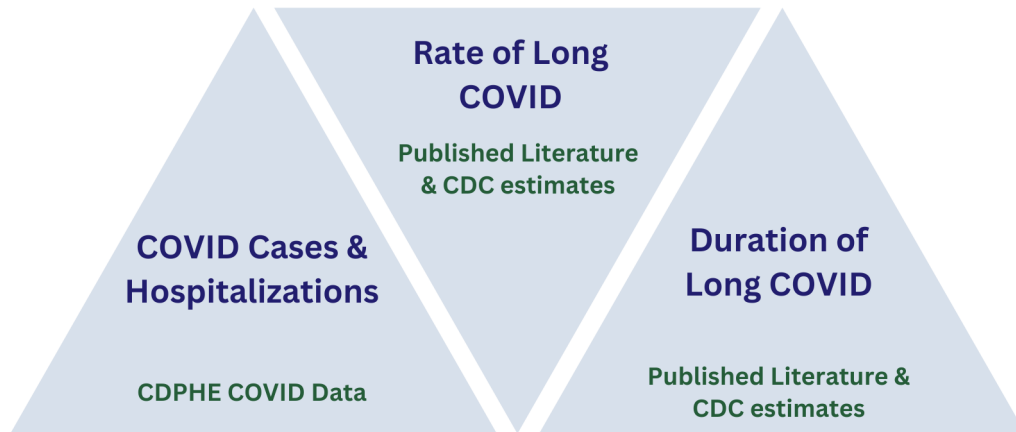 Rate of Long
COVID
Published Literature
& CDC estimates
COVID Cases &
Hospitalizations
CDPHE COVID Data
Duration of
Long COVID
Published Literature &
CDC estimates